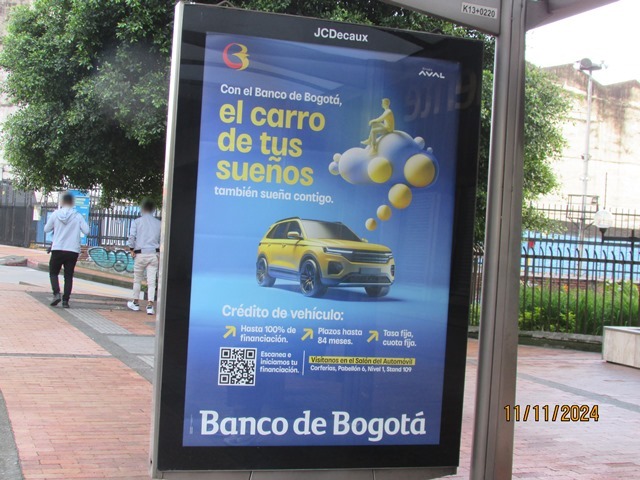 K13+0220
JCDecaux
AVAL
Con el Banco de Bogotá,
el carro
de tus
sueños
también sueña contigo.
Crédito de vehículo:
Hasta 100% de
financiación.
Plazos hasta
84 meses.
Tasa fija,
cuota fija.
Escanea e
iniciamos tu
financiación.
Visítanos en el Salón del Automóvil
Corferias, Pabellón 6, Nivel 1, Stand 109
Banco de Bogotá
11/11/2024